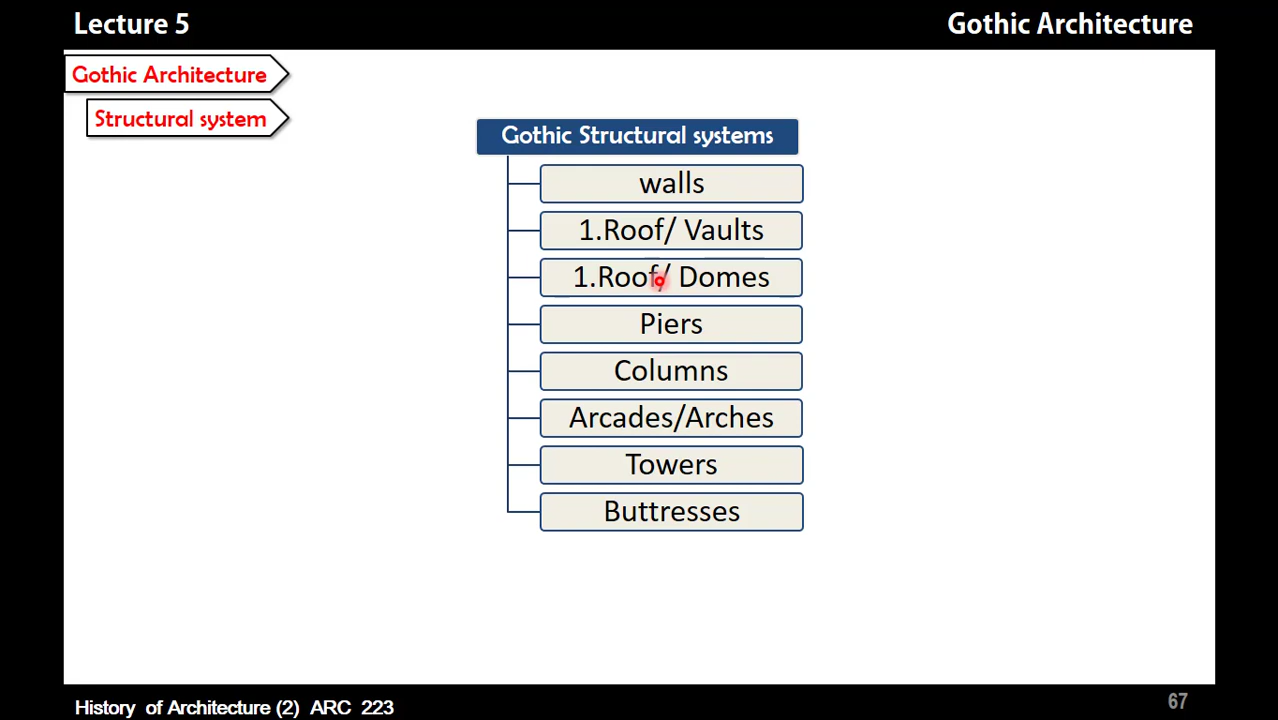 Lecture 5
Gothic Architecture
Gothic Architecture
Structural system
Gothic Structural systems
walls
1.Roof/ Vaults
1.Roof/ Domes
Piers
Columns
Arcades/Arches
Towers
Buttresses
History of Architecture (2) ARC 223
67